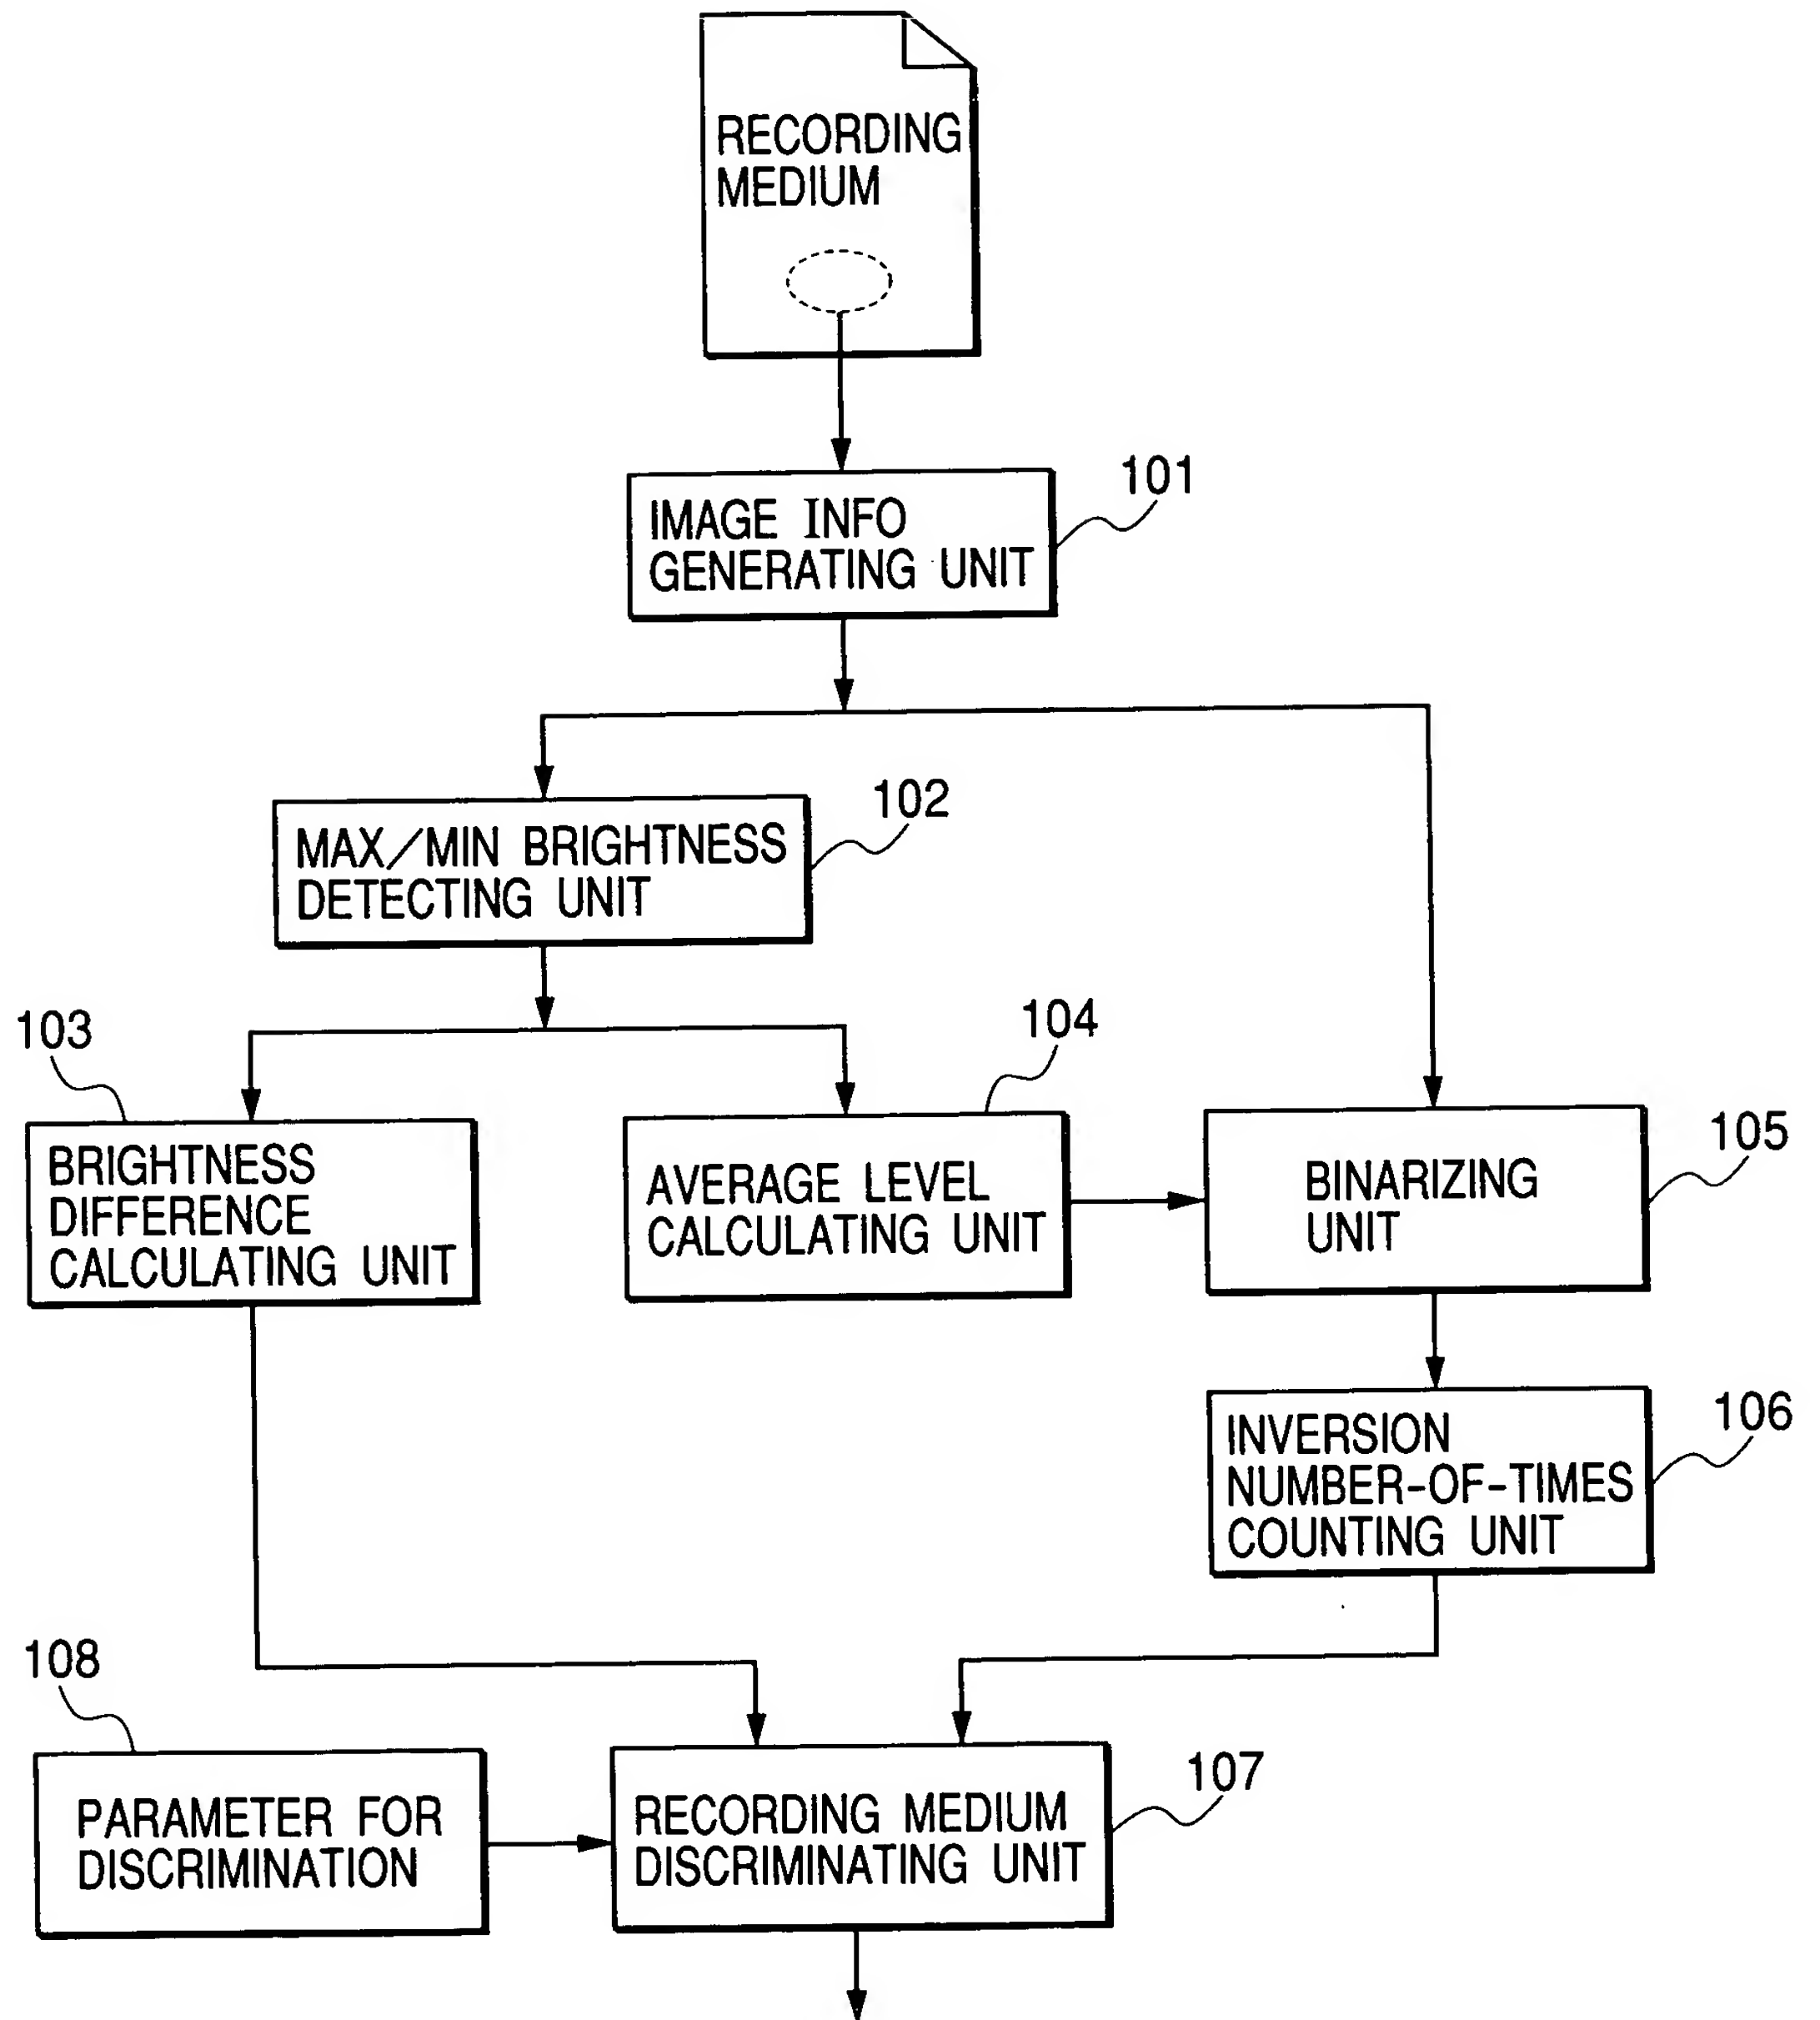 RECORDING
MEDIUM
101
IMAGE INFO
GENERATING UNIT
102
MAX/MIN BRIGHTNESS
DETECTING UNIT
103
104
BRIGHTNESS
DIFFERENCE
CALCULATING UNIT
AVERAGE LEVEL
CALCULATING UNIT
105
BINARIZING
UNIT
106
INVERSION
NUMBER-OF-TIMES
COUNTING UNIT
108
PARAMETER FOR
DISCRIMINATION
107
RECORDING MEDIUM
DISCRIMINATING UNIT